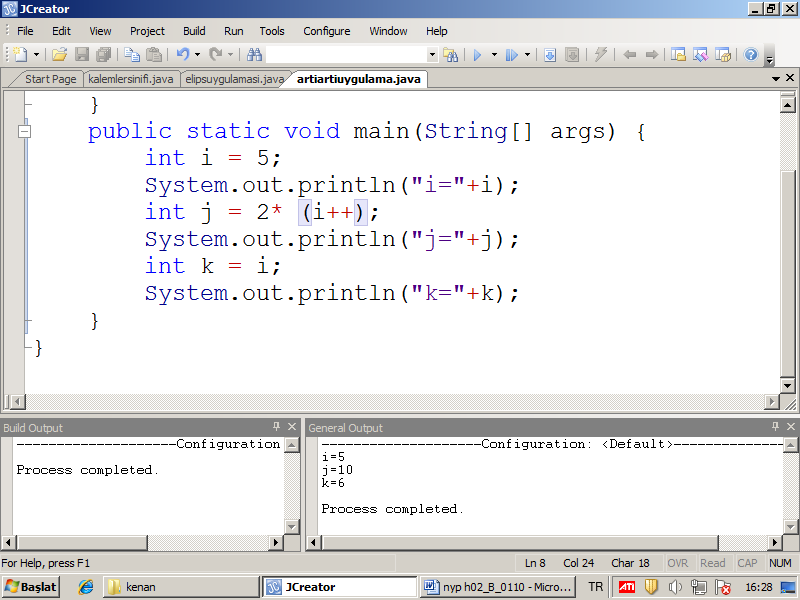 JCreator
File Edit View Project Build Run Tools Configure Window Help
Start Page kalemlersinifi.java elipsuygulamasi.java artiartiuygulama.java
}
public static void main(String[] args) {
int i = 5;
System.out.println("i="+i);
int j = 2* (i++);
System.out.println("j="+j);
int k = i;
System.out.println("k="+k);
}
}
Build Output
--------------------Configuration
Process completed.
General Output
--------------------Configuration: <Default>--------------
i=5
j=10
k=6
Process completed.
For Help, press F1 Ln 8 Col 24 Char 18 OVR Read CAP NUM
Başlat kenan JCreator nyp h02_B_0110 - Micro... TR ATI 16:28